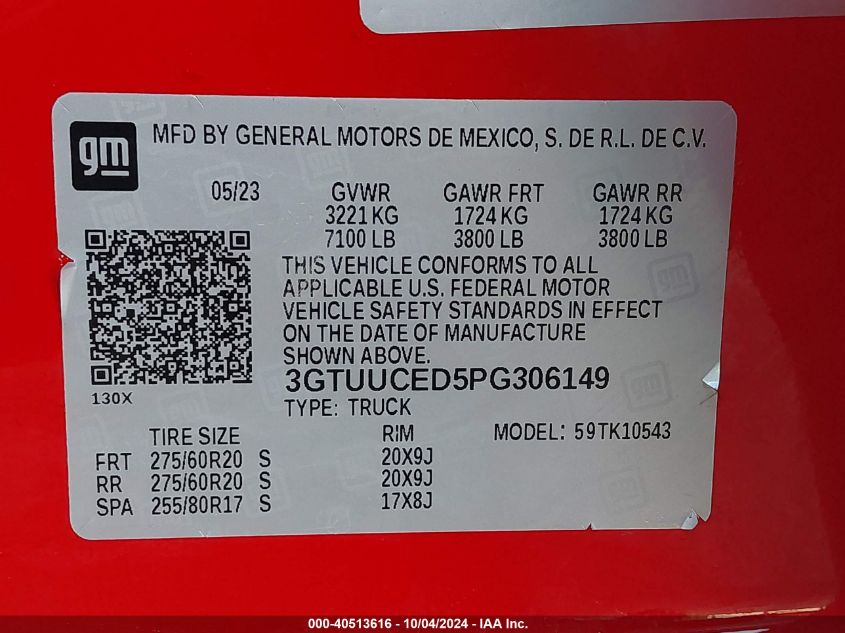 gm
MFD BY GENERAL MOTORS DE MEXICO, S. DE R.L. DE C.V.
05/23 GVWR GAWR FRT GAWR RR
3221 KG 1724 KG 1724 KG
7100 LB 3800 LB 3800 LB
THIS VEHICLE CONFORMS TO ALL
APPLICABLE U.S. FEDERAL MOTOR
VEHICLE SAFETY STANDARDS IN EFFECT
ON THE DATE OF MANUFACTURE
SHOWN ABOVE.
130X
3GTUUCED5PG306149
TYPE: TRUCK
TIRE SIZE RIM MODEL: 59TK10543
FRT 275/60R20 S 20X9J
RR 275/60R20 S 20X9J
SPA 255/80R17 S 17X8J
000-40513616 - 10/04/2024 - IAA Inc.